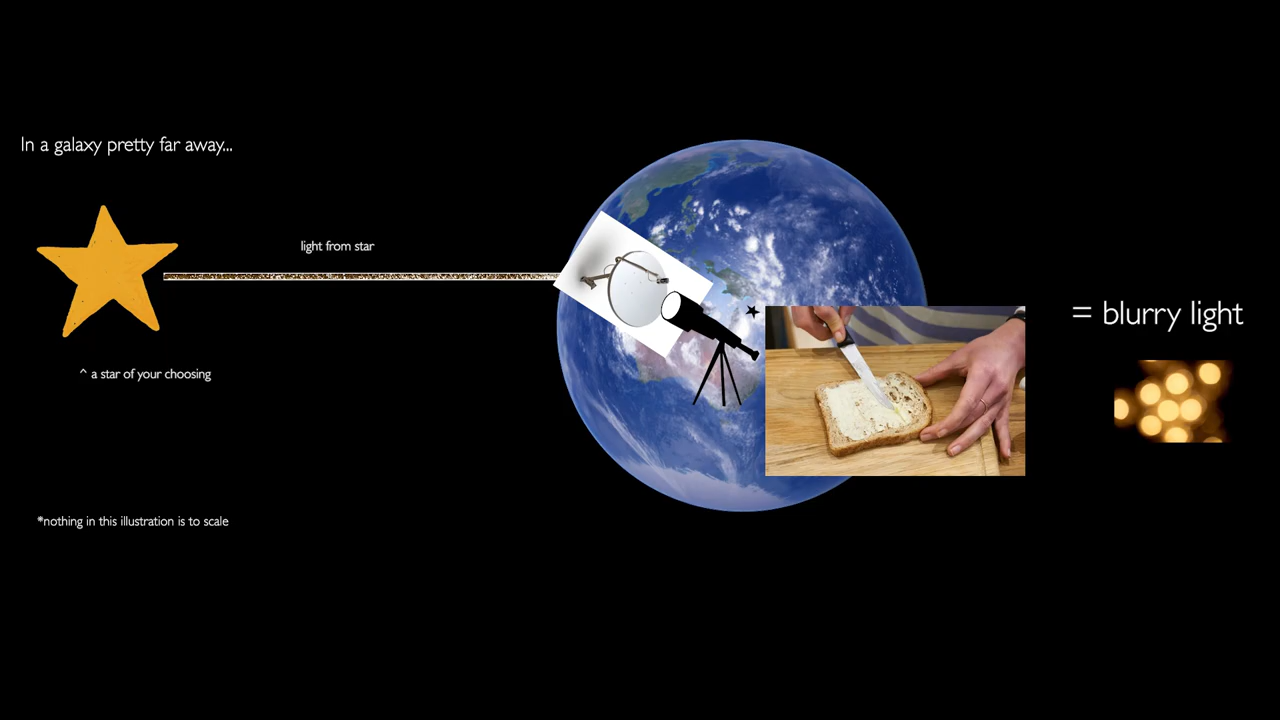 In a galaxy pretty far away...
light from star
= blurry light
^ a star of your choosing
*nothing in this illustration is to scale